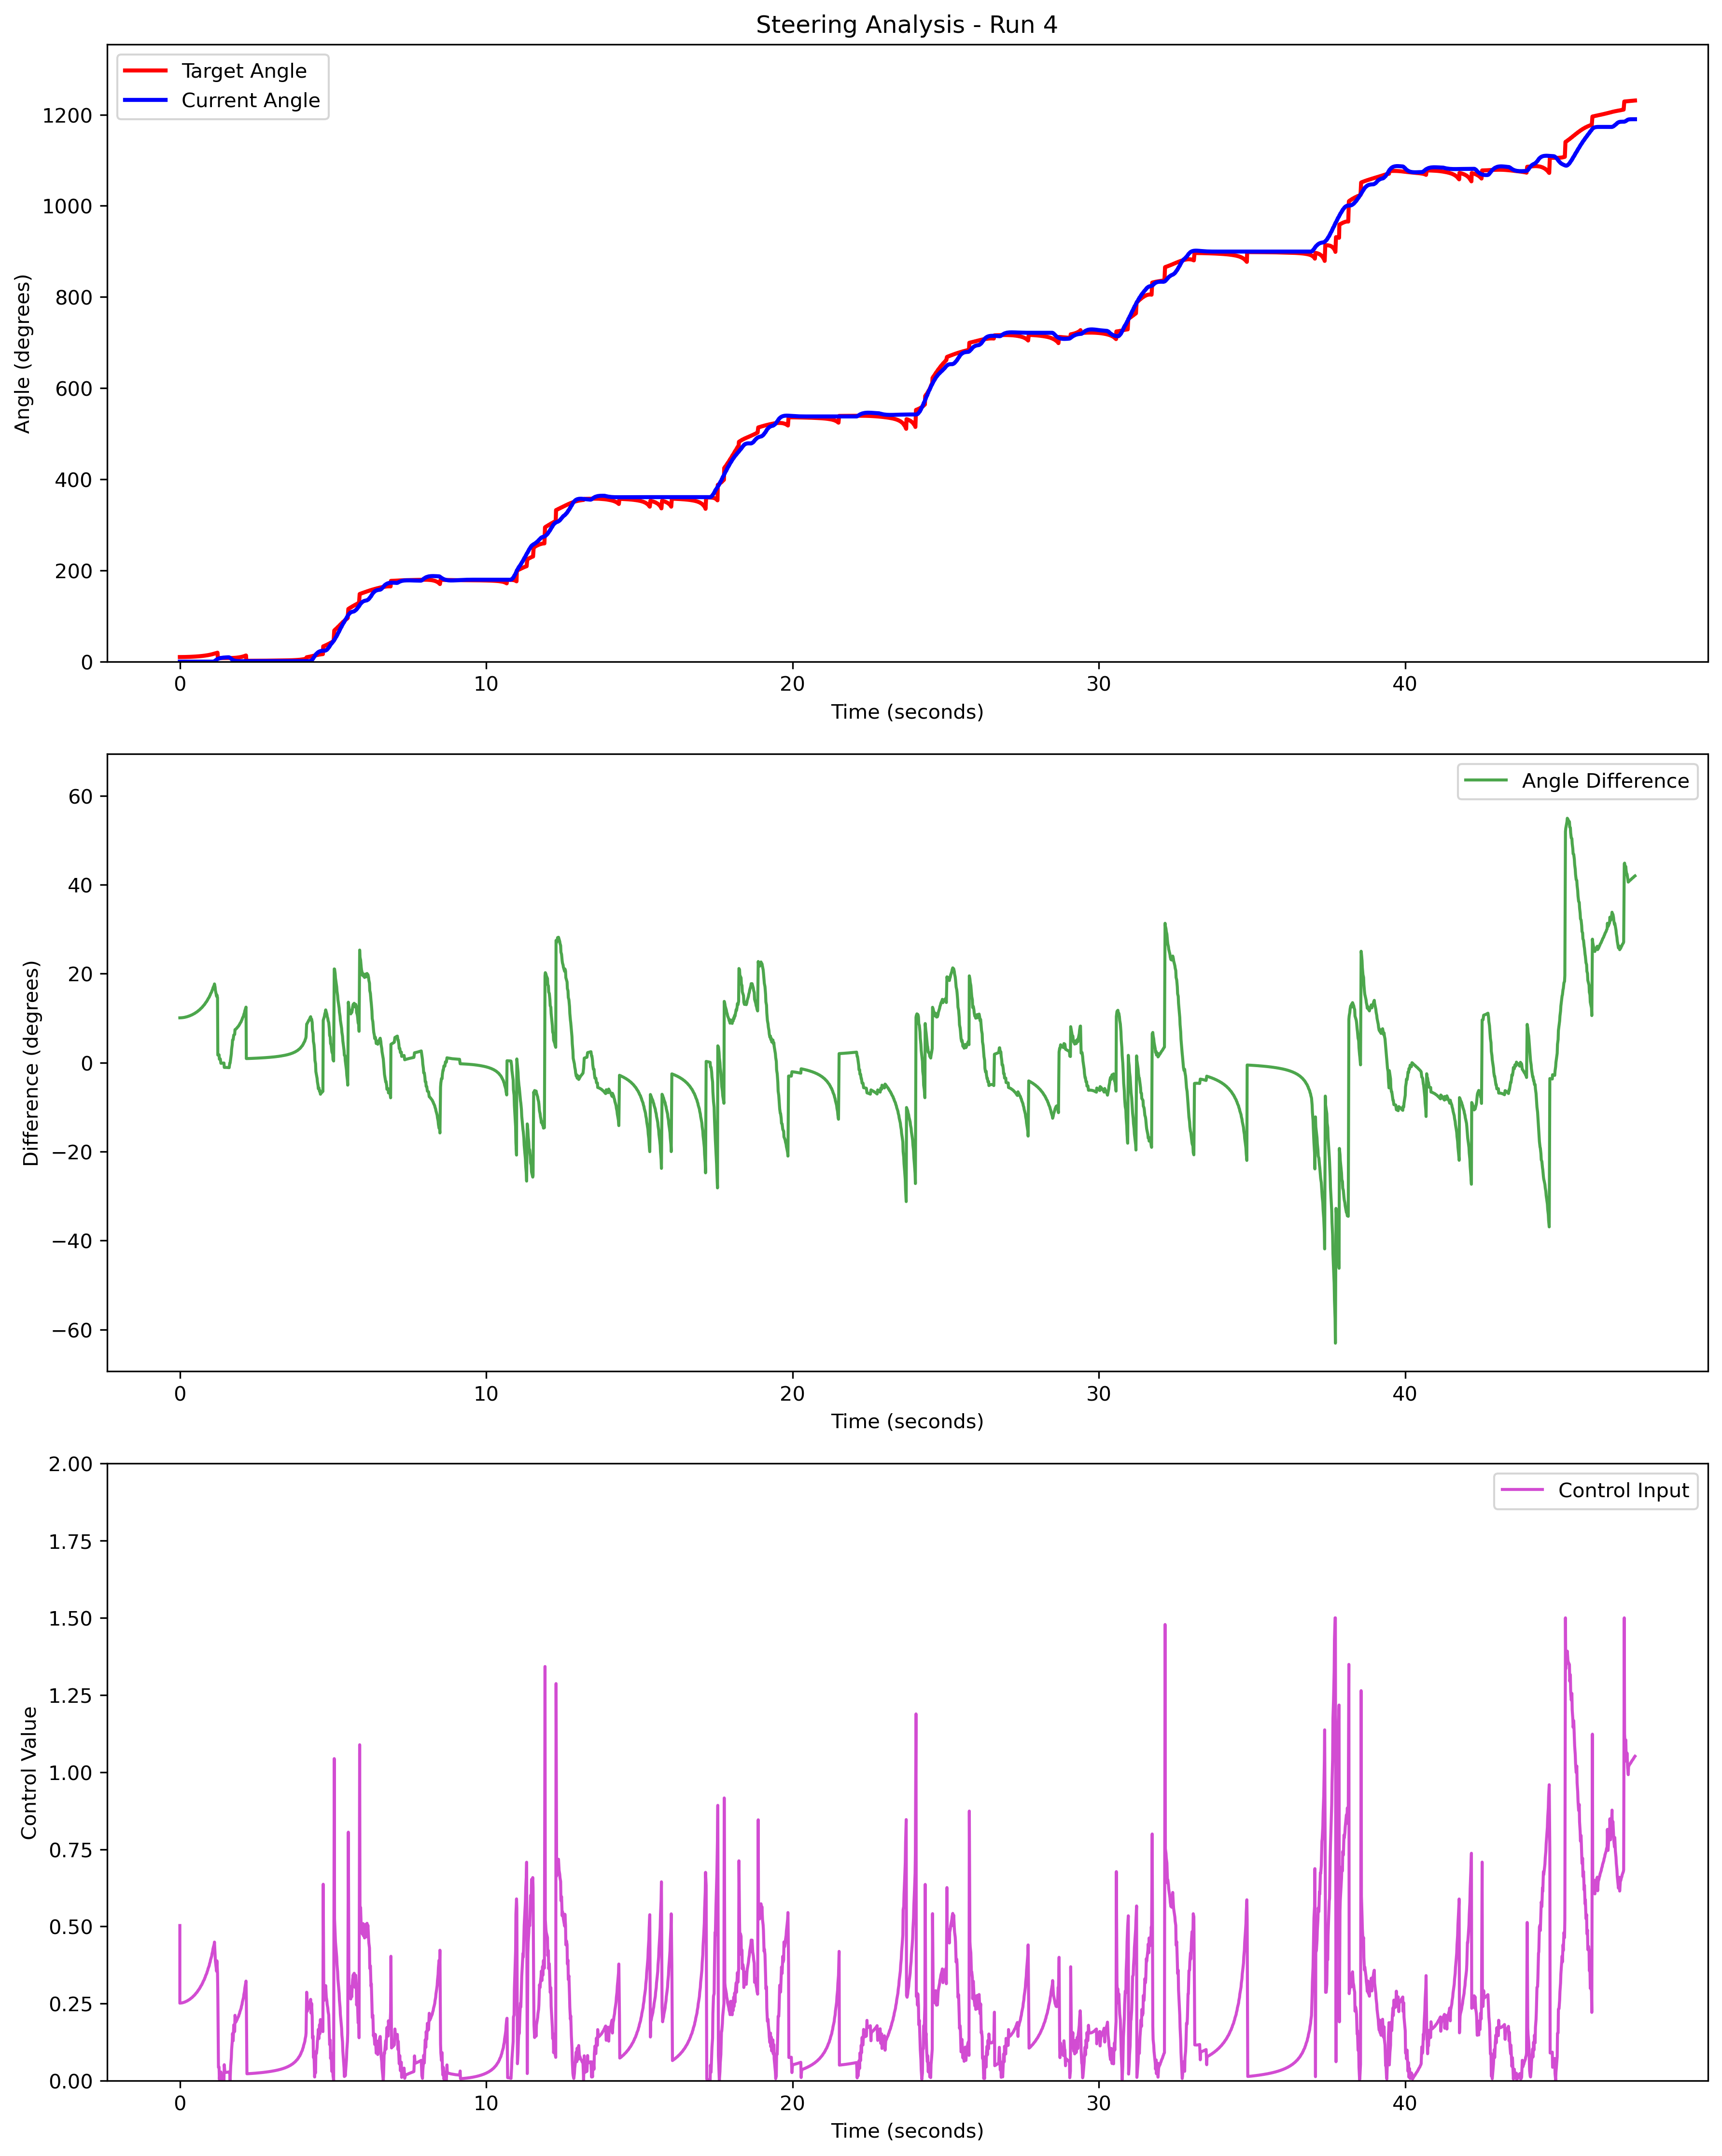 Steering Analysis - Run 4
Target Angle
Current Angle
Angle (degrees)
1200
1000
800
600
400
200
0
0 10 20 30 40
Time (seconds)
Angle Difference
Difference (degrees)
60
40
20
0
−20
−40
−60
0 10 20 30 40
Time (seconds)
Control Input
Control Value
2.00
1.75
1.50
1.25
1.00
0.75
0.50
0.25
0.00
0 10 20 30 40
Time (seconds)